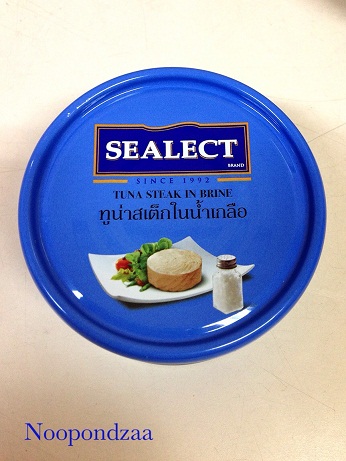 SEALECT
BRAND
SINCE 1992
TUNA STEAK IN BRINE
ทูน่าสเต็กในน้ำเกลือ
Noopondzaa